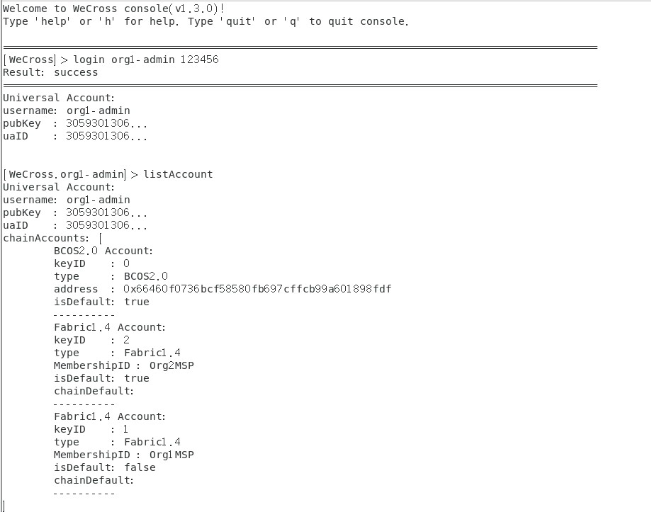 Welcome to WeCross console(v1.3.0)!
Type 'help' or 'h' for help. Type 'quit' or 'q' to quit console.
[WeCross]> login org1-admin 123456
Result: success
Universal Account:
username: org1-admin
pubKey  : 3059301306...
uaID    : 3059301306...
[WeCross.org1-admin]> listAccount
Universal Account:
username: org1-admin
pubKey  : 3059301306...
uaID    : 3059301306...
chainAccounts: [
BCOS2.0 Account:
keyID    : 0
type     : BCOS2.0
address  : 0x66460f0736bcf58580fb697cffcb99a601898fdf
isDefault: true
----------
Fabric1.4 Account:
keyID    : 2
type     : Fabric1.4
MembershipID : Org2MSP
isDefault: true
chainDefault:
----------
Fabric1.4 Account:
keyID    : 1
type     : Fabric1.4
MembershipID : Org1MSP
isDefault: false
chainDefault:
----------